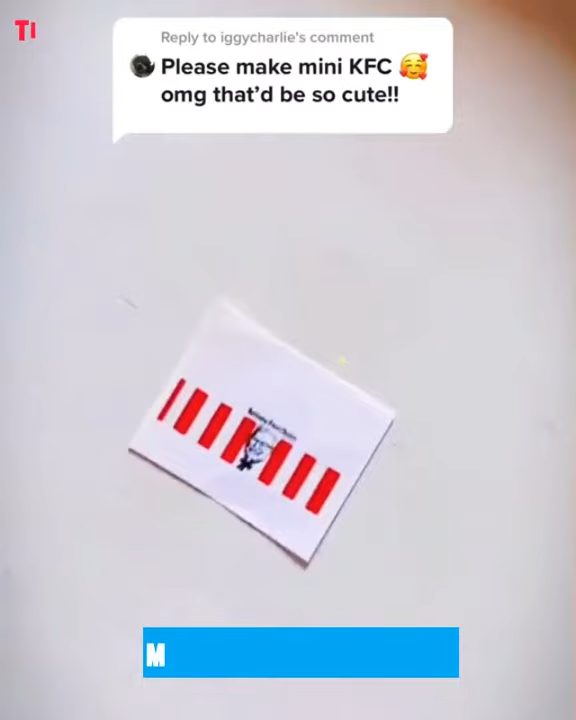 TI
Reply to iggycharlie's comment
Please make mini KFC 🥰
omg that'd be so cute!!
M